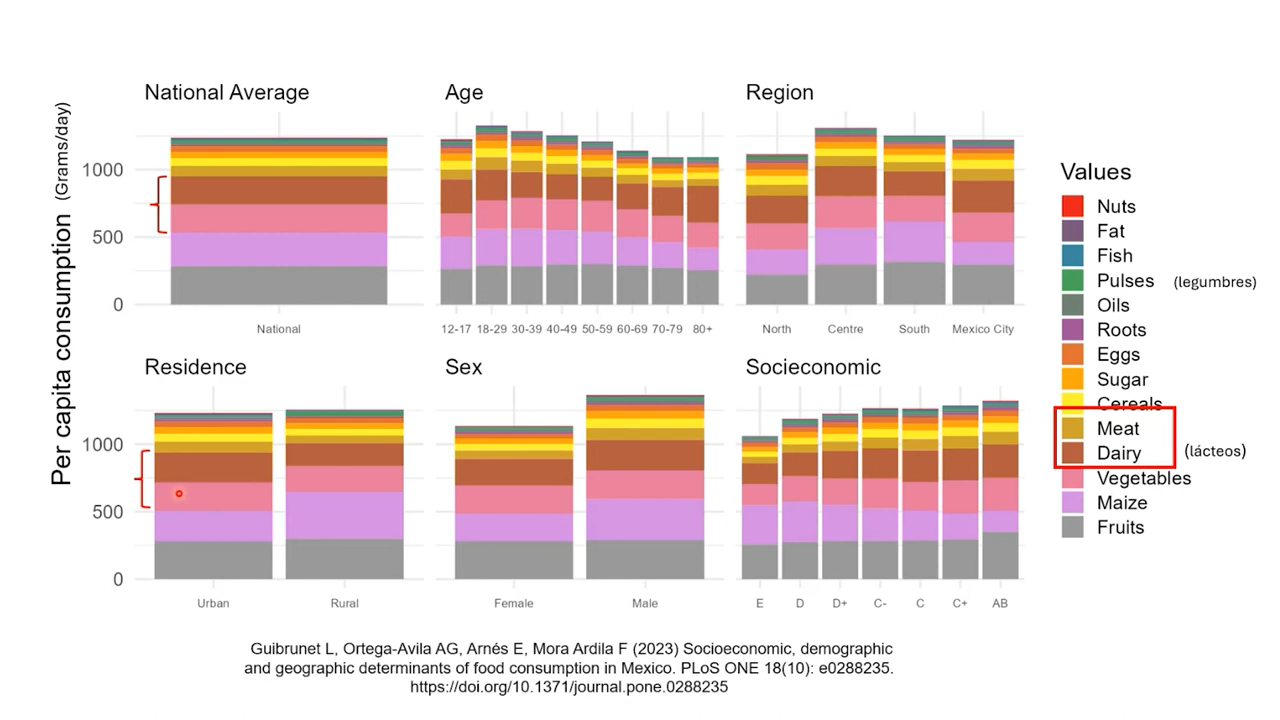 National Average
Age
Region
Per capita consumption (Grams/day)
1000
500
0
National
12-17 18-29 30-39 40-49 50-59 60-69 70-79 80+
North Centre South Mexico City
Residence
Sex
Socieconomic
1000
500
0
Urban Rural
Female Male
E D D+ C- C C+ AB
Values
Nuts
Fat
Fish
Pulses (legumbres)
Oils
Roots
Eggs
Sugar
Cereals
Meat
Dairy (lácteos)
Vegetables
Maize
Fruits
Guibrunet L, Ortega-Avila AG, Arnés E, Mora Ardila F (2023) Socioeconomic, demographic
and geographic determinants of food consumption in Mexico. PLoS ONE 18(10): e0288235.
https://doi.org/10.1371/journal.pone.0288235